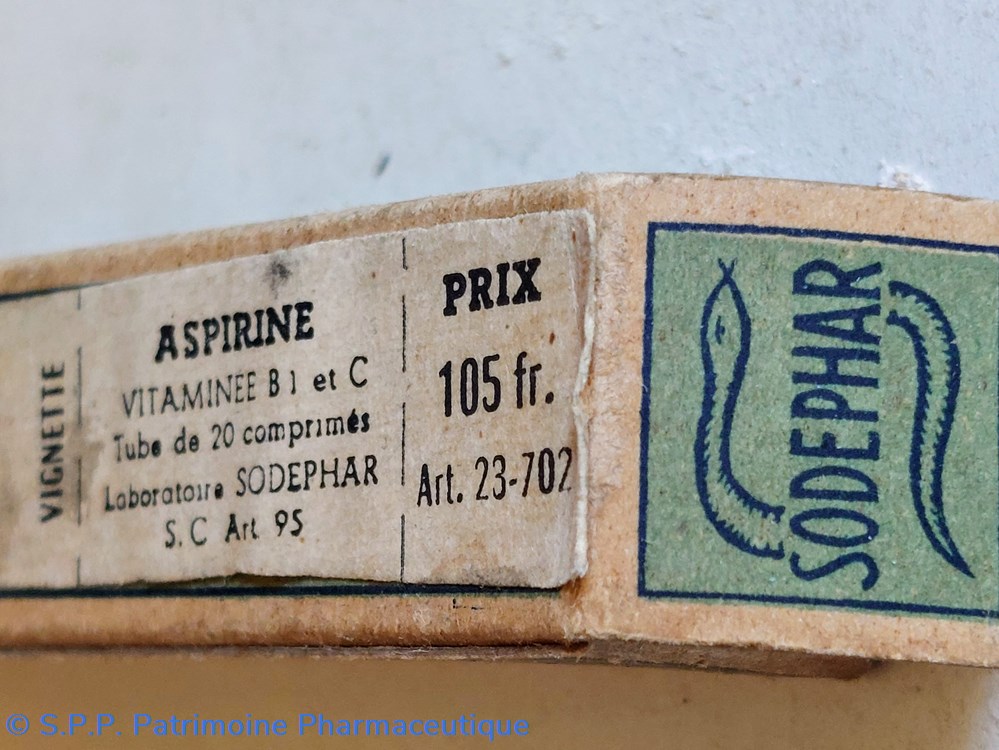 VIGNETTE
ASPIRINE
VITAMINÉE B1 et C
Tube de 20 comprimés
Laboratoire SODEPHAR
S.C Art. 95
PRIX
105 fr.
Art. 23-702
SODEPHAR
© S.P.P. Patrimoine Pharmaceutique